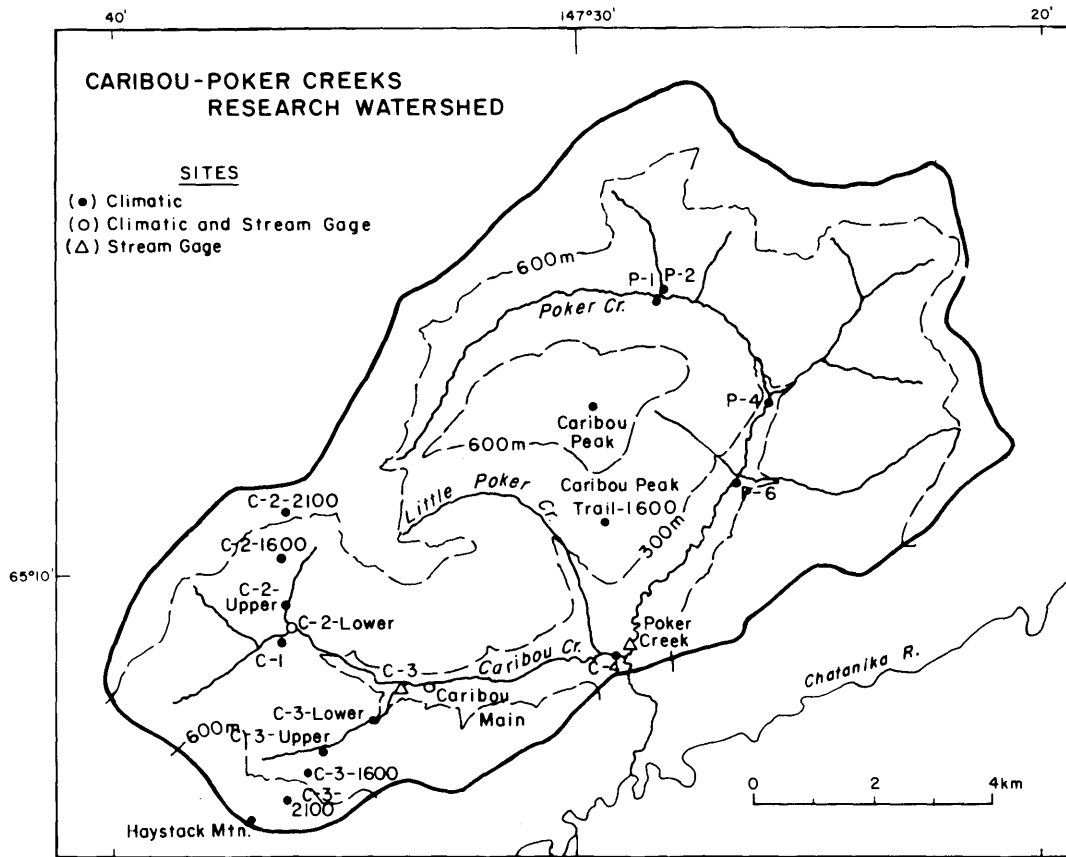 40'
147°30'
20'
CARIBOU-POKER CREEKS
RESEARCH WATERSHED
SITES
(●) Climatic
(○) Climatic and Stream Gage
(△) Stream Gage
600m
P-1
P-2
Poker Cr.
P-4
Caribou
Peak
600m
Little Poker Cr.
Caribou Peak
Trail-1600
P-6
300m
C-2-2100
C-2-1600
65°10'
C-2-
Upper
C-2-Lower
C-1
Poker
Creek
C-3
Caribou Cr.
C-4
Chatanika R.
Caribou
Main
C-3-Lower
600m
C-3-Upper
C-3-1600
C-3-
2100
Haystack Mtn.
0 2 4km